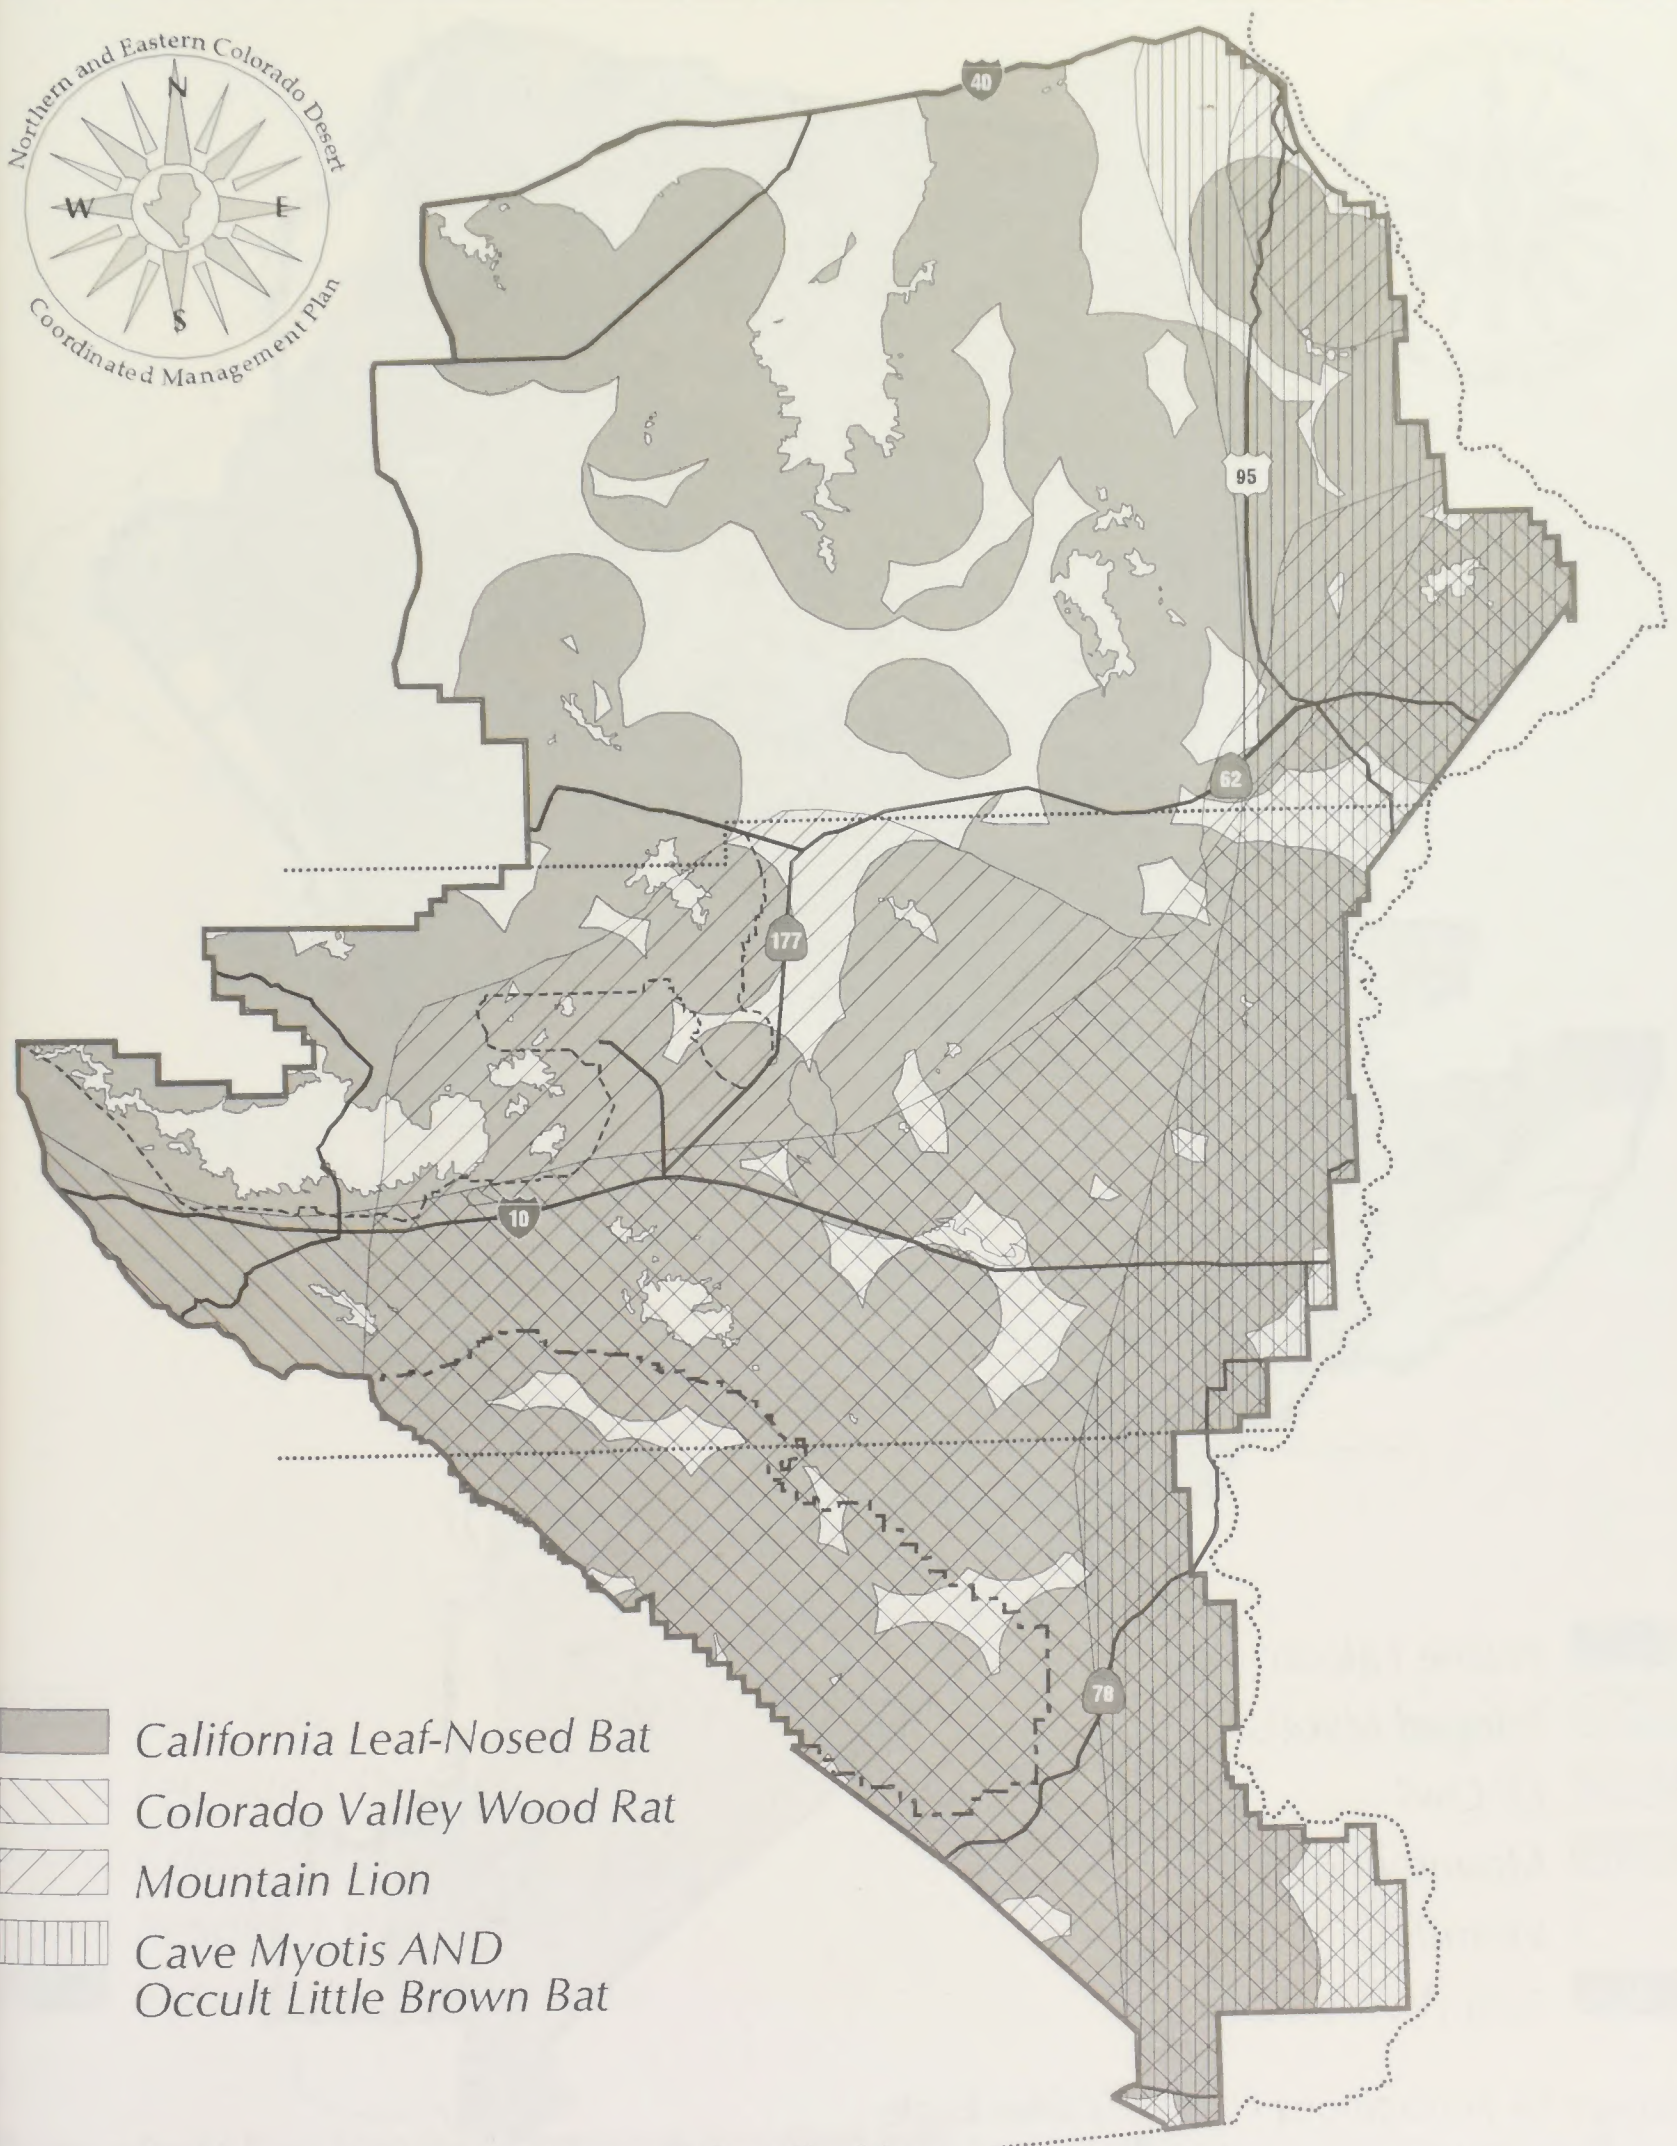 Northern and Eastern Colorado Desert
N
W
E
S
Coordinated Management Plan
40
95
62
177
10
78
California Leaf-Nosed Bat
Colorado Valley Wood Rat
Mountain Lion
Cave Myotis AND
Occult Little Brown Bat